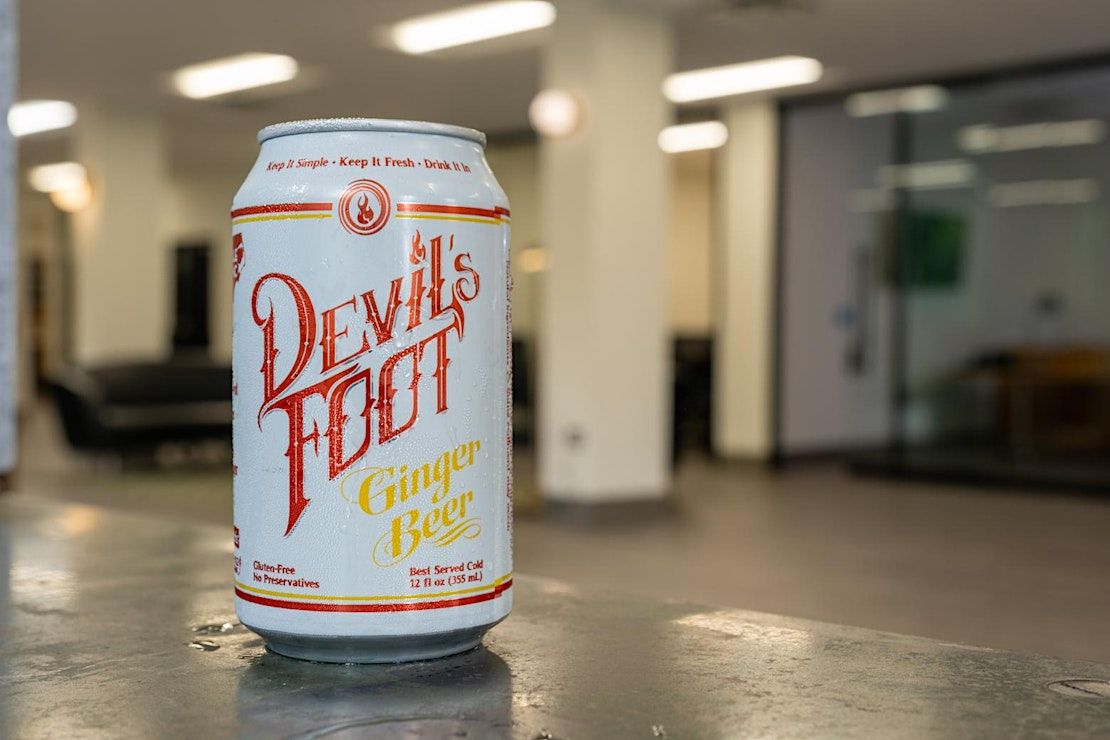 Keep It Simple · Keep It Fresh · Drink It In
Devil's
Foot
Ginger
Beer
Gluten-Free
No Preservatives
Best Served Cold
12 fl oz (355 mL)